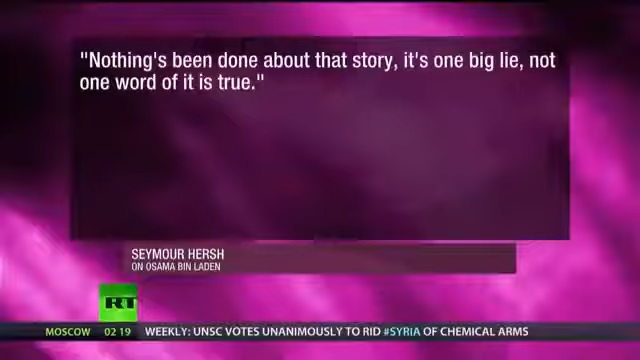 "Nothing's been done about that story, it's one big lie, not
one word of it is true."
SEYMOUR HERSH
ON OSAMA BIN LADEN
RT
MOSCOW 02 19 WEEKLY: UNSC VOTES UNANIMOUSLY TO RID #SYRIA OF CHEMICAL ARMS